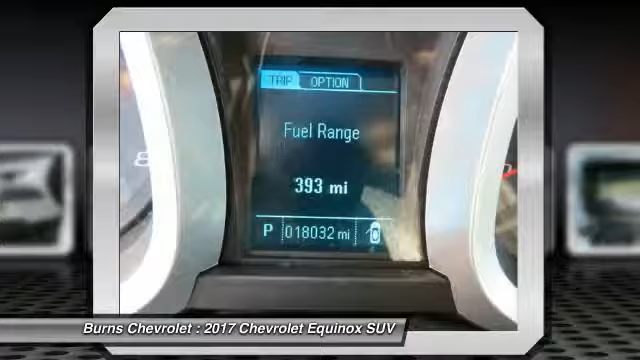 TRIP OPTION
Fuel Range
393 mi
P 018032 mi
Burns Chevrolet : 2017 Chevrolet Equinox SUV